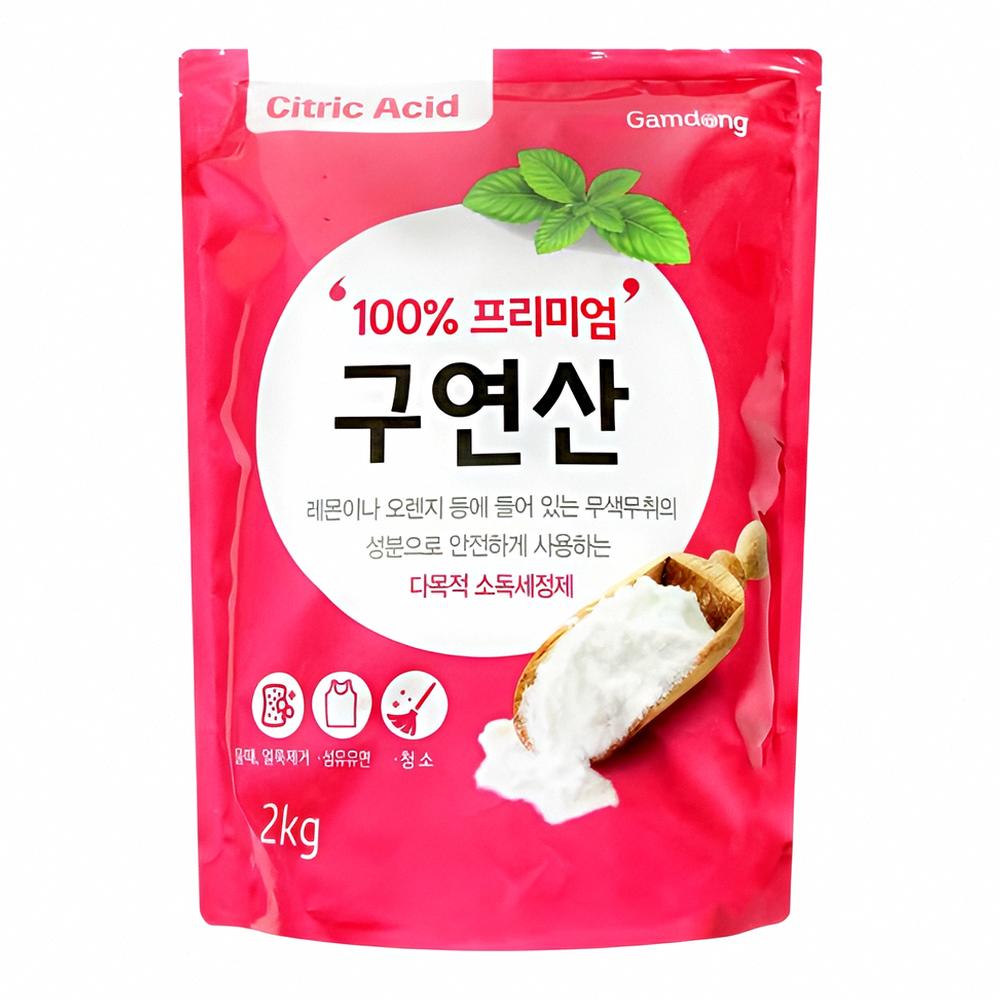 Citric Acid
Gamdong
‘100% 프리미엄’
구연산
레몬이나 오렌지 등에 들어 있는 무색무취의
성분으로 안전하게 사용하는
다목적 소독세정제
얼룩제거 ·섬유유연 ·청소
2kg